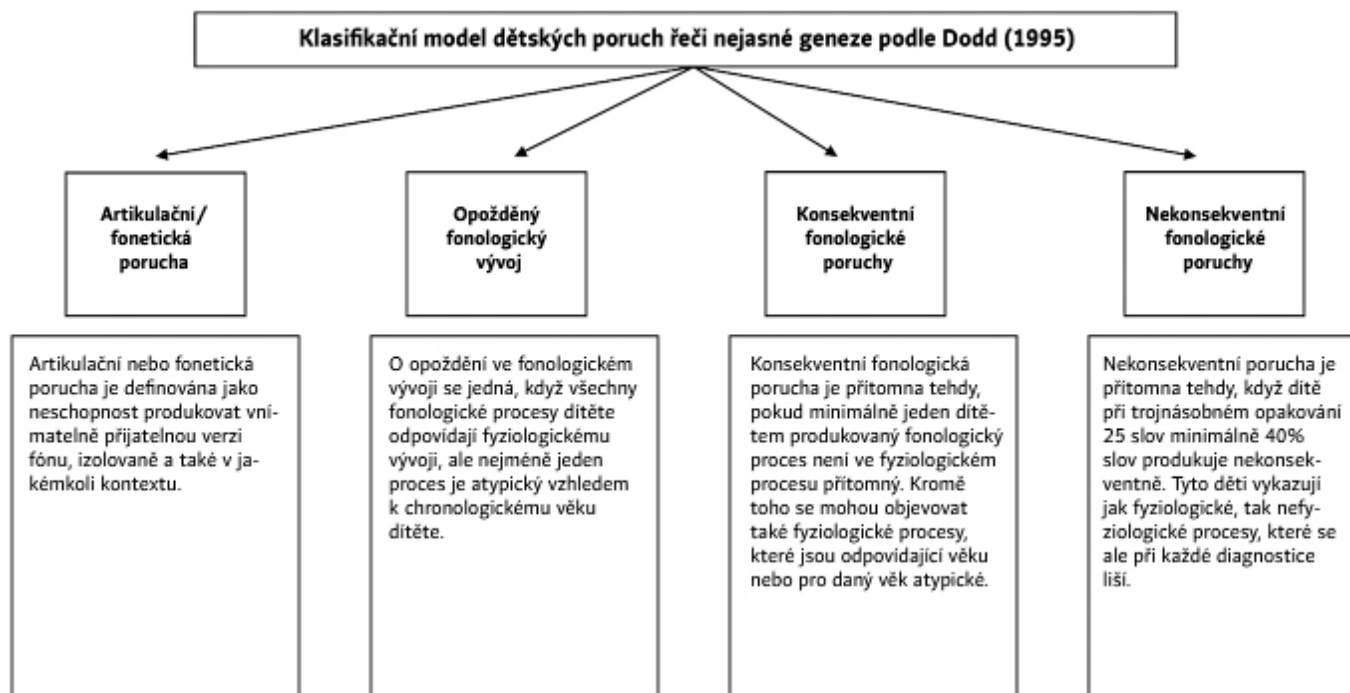 Klasifikační model dětských poruch řeči nejasné geneze podle Dodd (1995)
Artikulační/
fonetická
porucha
Opožděný
fonologický
vývoj
Konsekventní
fonologické
poruchy
Nekonsekventní
fonologické
poruchy
Artikulační nebo fonetická
porucha je definována jako
neschopnost produkovat vní-
matelně přijatelnou verzi
fónu, izolovaně a také v ja-
kémkoli kontextu.
O opoždění ve fonologickém
vývoji se jedná, když všechny
fonologické procesy dítěte
odpovídají fyziologickému
vývoji, ale nejméně jeden
proces je atypický vzhledem
k chronologickému věku
dítěte.
Konsekventní fonologická
porucha je přítomna tehdy,
pokud minimálně jeden dítě-
tem produkovaný fonologický
proces není ve fyziologickém
procesu přítomný. Kromě
toho se mohou objevovat
také fyziologické procesy,
které jsou odpovídající věku
nebo pro daný věk atypické.
Nekonsekventní porucha je
přítomna tehdy, když dítě
při trojnásobném opakování
25 slov minimálně 40%
slov produkuje nekonsek-
ventně. Tyto děti vykazují
jak fyziologické, tak nefy-
ziologické procesy, které se
ale při každé diagnostice
liší.